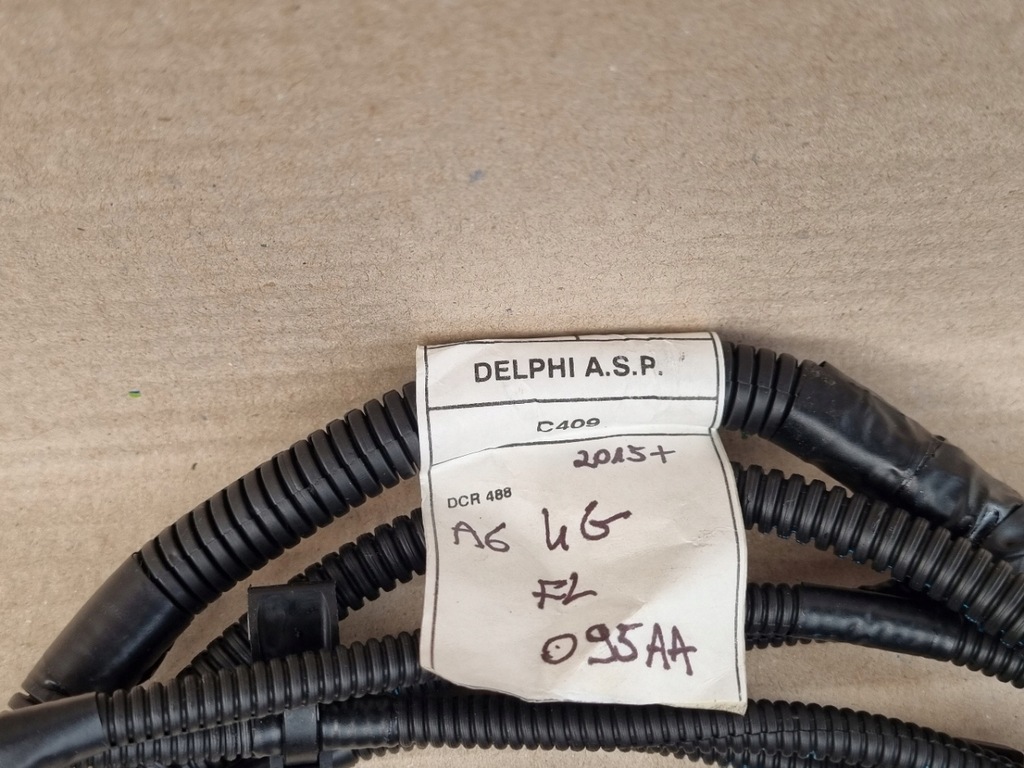 DELPHI A.S.P.
C409
2015+
DCR 488
A6 4G
FL
095AA